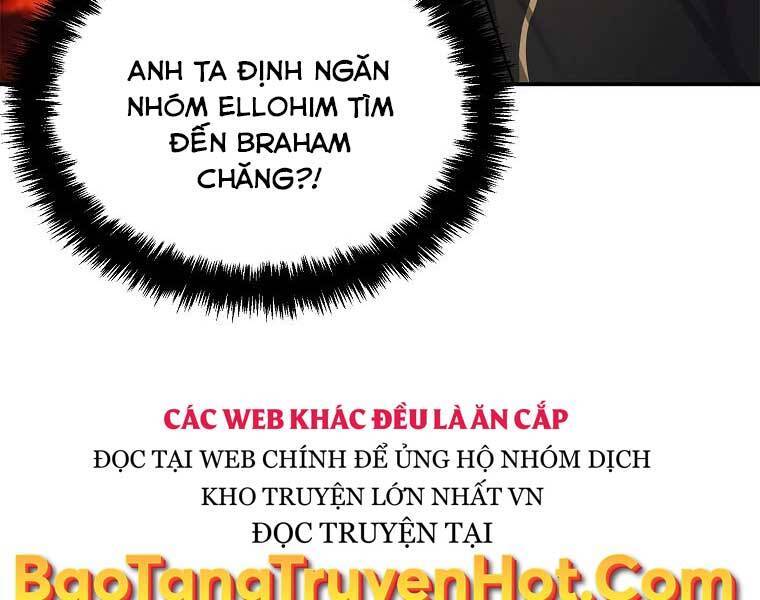 ANH TA ĐỊNH NGĂN
NHÓM ELLOHIM TÌM
ĐẾN BRAHAM
CHĂNG?!
CÁC WEB KHÁC ĐỀU LÀ ĂN CẮP
ĐỌC TẠI WEB CHÍNH ĐỂ ỦNG HỘ NHÓM DỊCH
KHO TRUYỆN LỚN NHẤT VN
ĐỌC TRUYỆN TẠI
BaoTangTruyenHot.Com